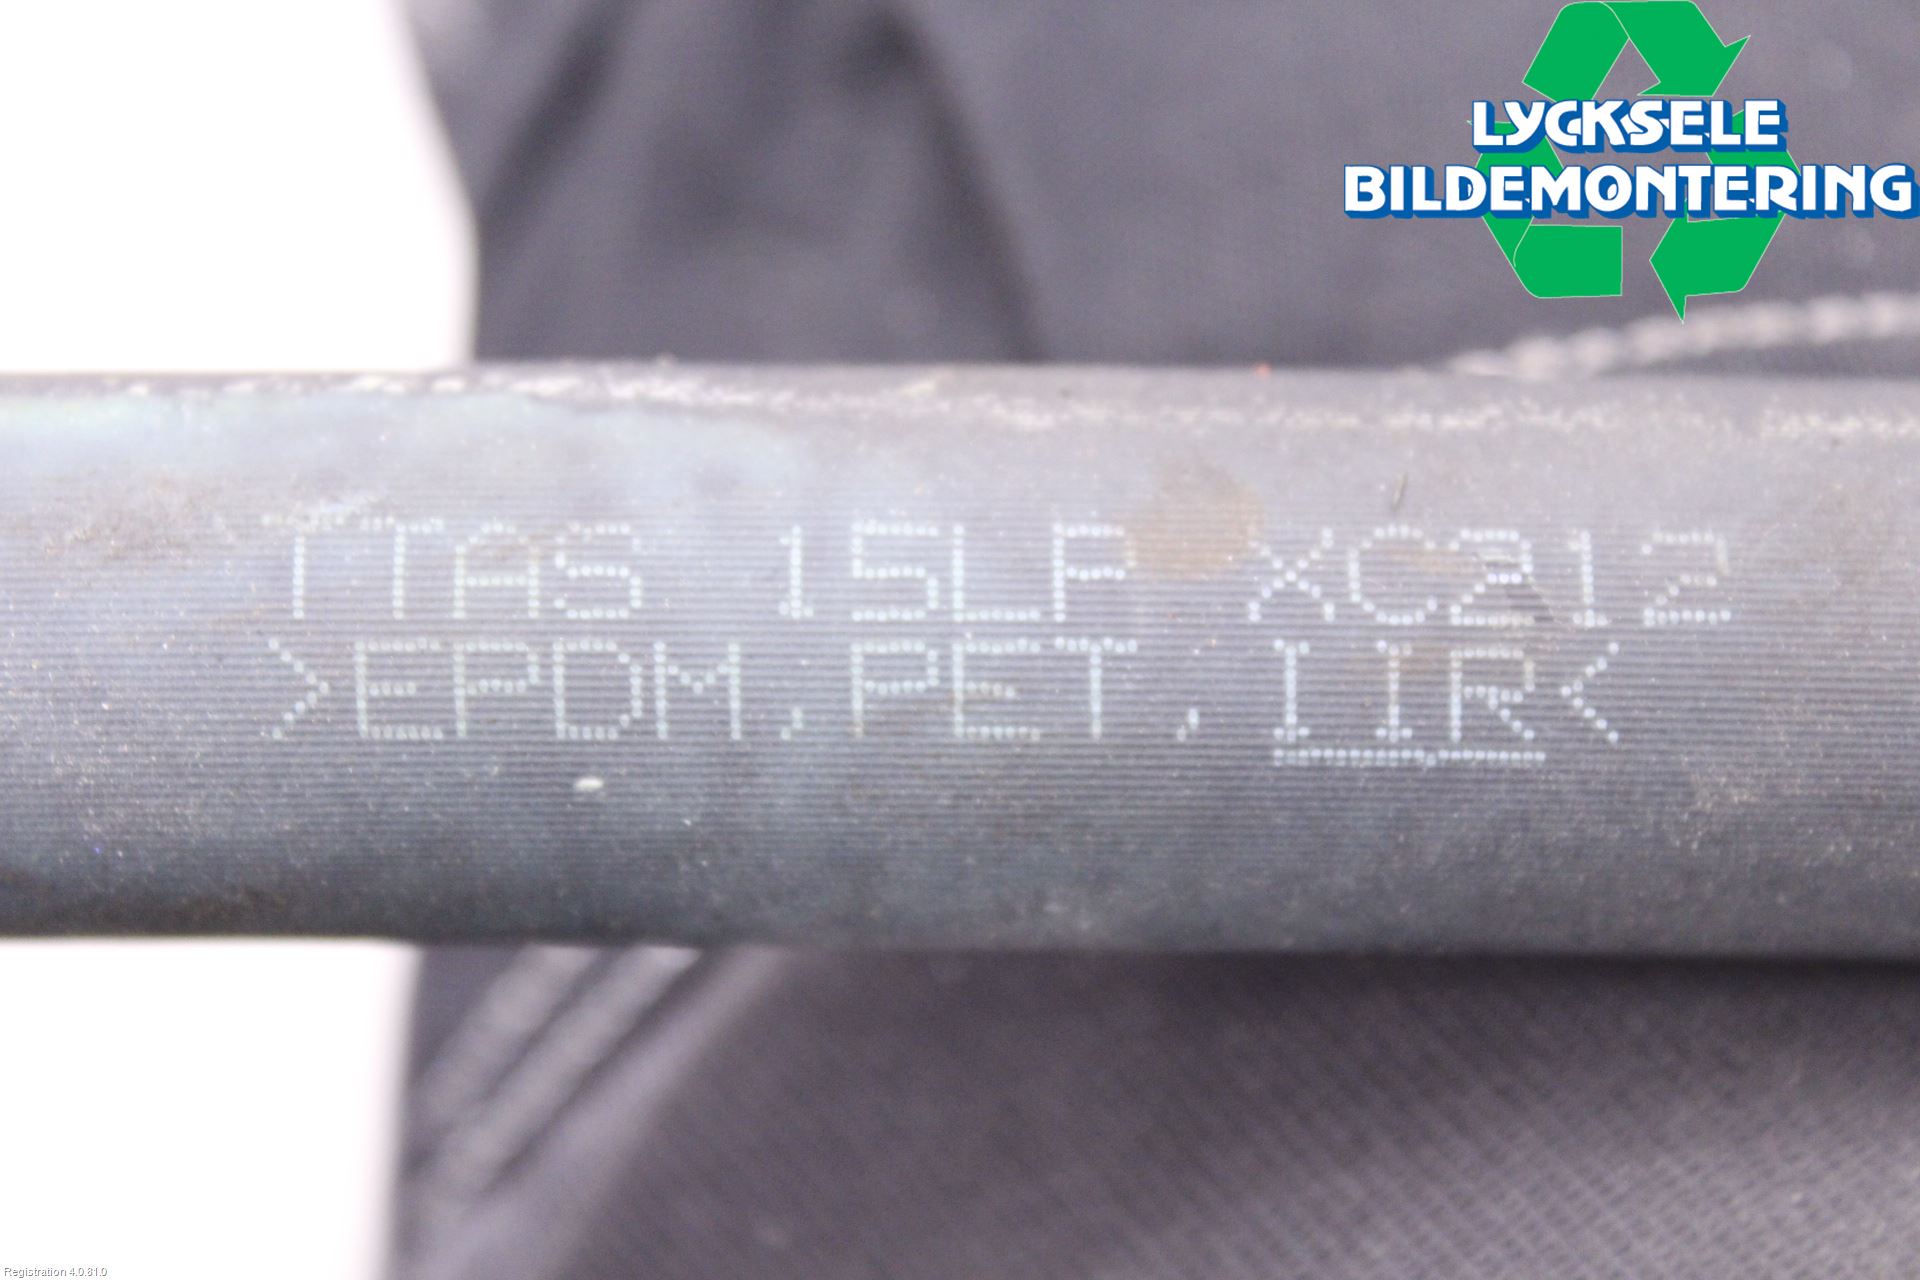 LYCKSELE
BILDEMONTERING
TTAS 15LP XC212
>EPDM,PET,IIR<
Registration 4.0.81.0